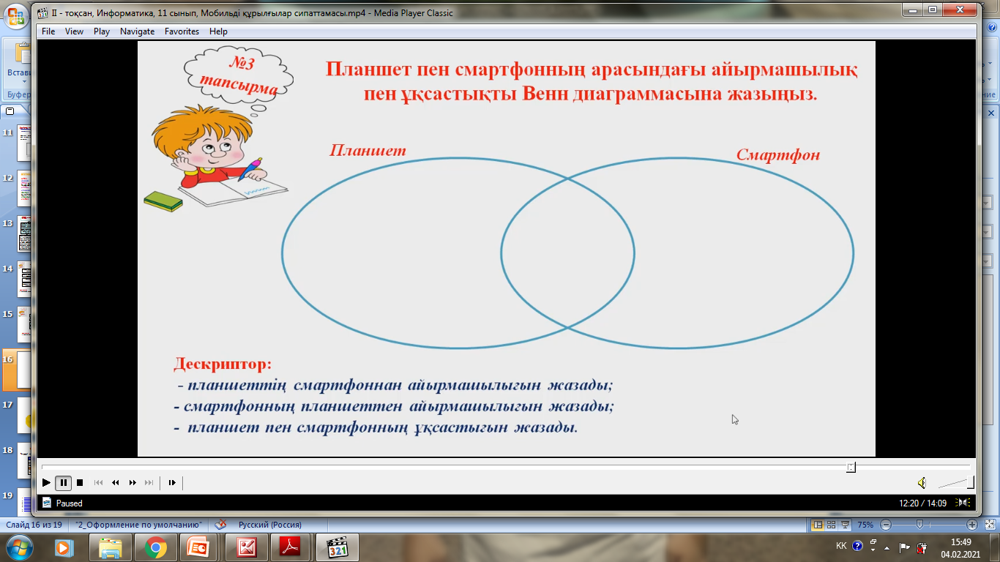 II - тоқсан, Информатика, 11 сынып, Мобильді құрылғылар сипаттамасы.mp4 - Media Player Classic
File View Play Navigate Favorites Help
№3
тапсырма
Планшет пен смартфонның арасындағы айырмашылық
пен ұқсастықты Венн диаграммасына жазыңыз.
Планшет
Смартфон
Дескриптор:
- планшеттің смартфоннан айырмашылығын жазады;
- смартфонның планшеттен айырмашылығын жазады;
- планшет пен смартфонның ұқсастығын жазады.
Paused
12:20 / 14:09
Встави
Буфер
11
12
13
14
15
16
17
18
19
ние
Слайд 16 из 19
"2_Оформление по умолчанию"
Русский (Россия)
75%
321
KK
15:49
04.02.2021